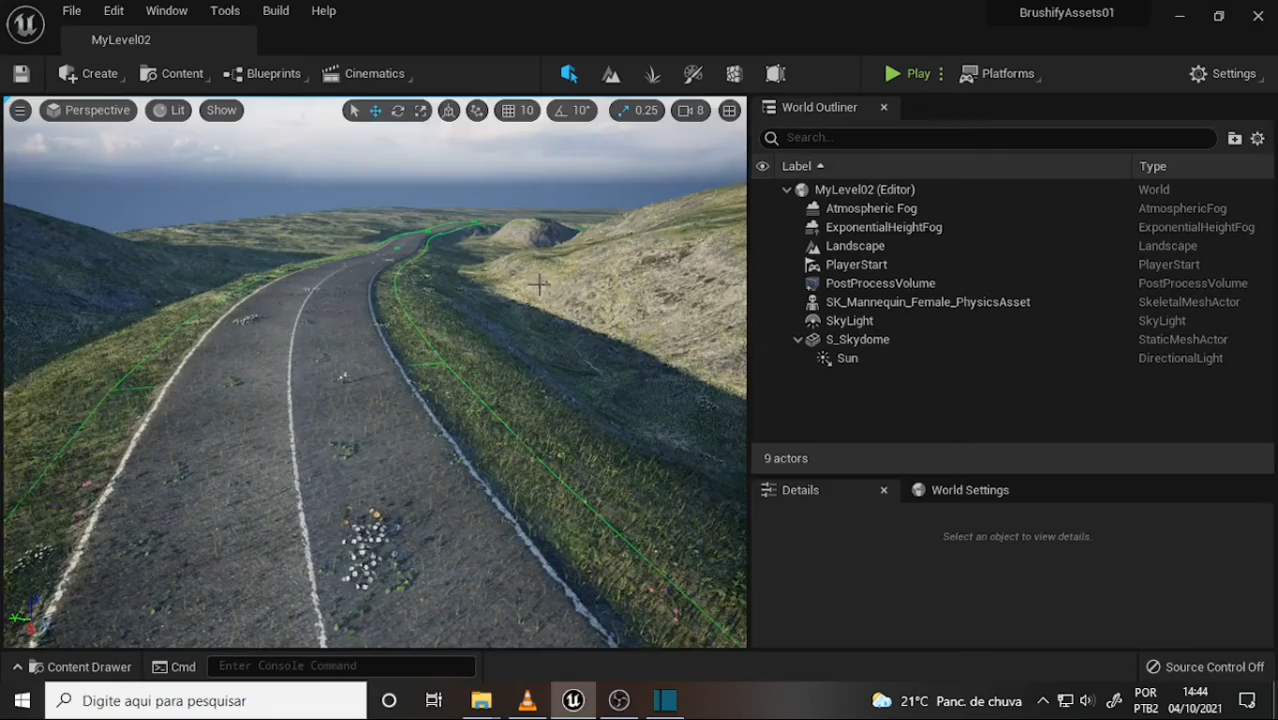 File Edit Window Tools Build Help
BrushifyAssets01
MyLevel02
Create Content Blueprints Cinematics Play Platforms Settings
Perspective Lit Show 10 10° 0.25 8
World Outliner
Search...
Label Type
MyLevel02 (Editor) World
Atmospheric Fog AtmosphericFog
ExponentialHeightFog ExponentialHeightFog
Landscape Landscape
PlayerStart PlayerStart
PostProcessVolume PostProcessVolume
SK_Mannequin_Female_PhysicsAsset SkeletalMeshActor
SkyLight SkyLight
S_Skydome StaticMeshActor
Sun DirectionalLight
9 actors
Details World Settings
Select an object to view details.
Content Drawer Cmd Enter Console Command Source Control Off
Digite aqui para pesquisar 21°C Panc. de chuva
POR
PTB2
14:44
04/10/2021